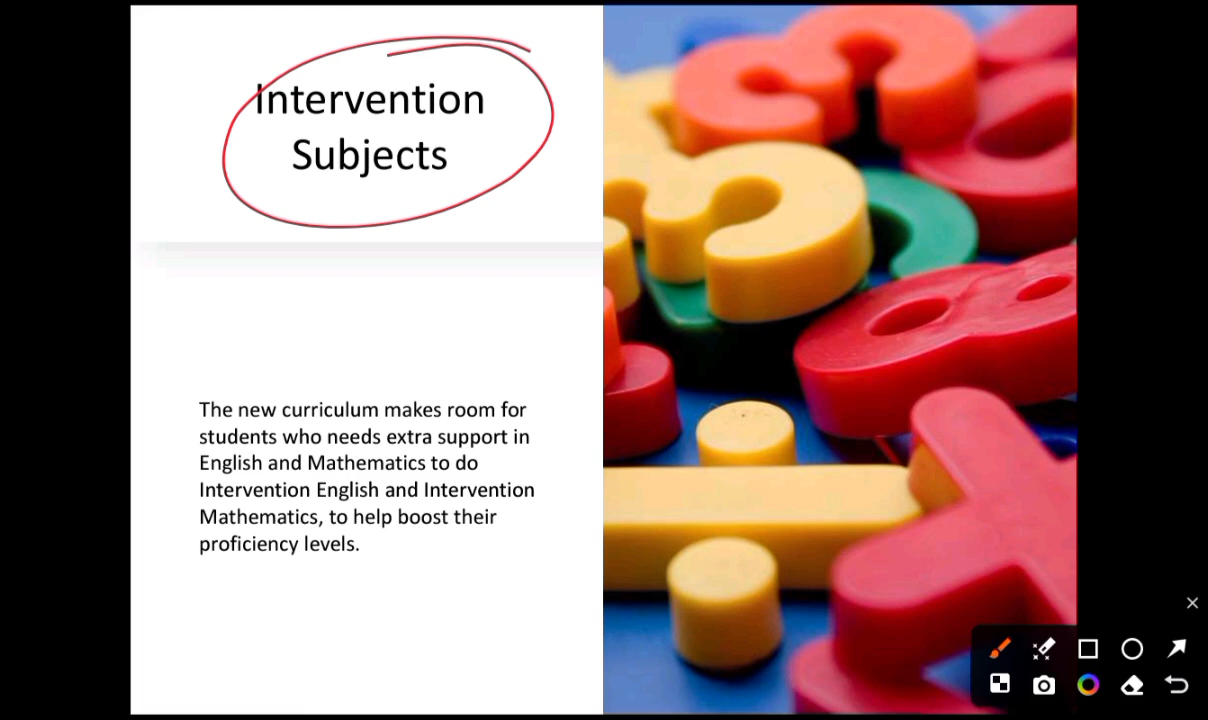 Intervention
Subjects
The new curriculum makes room for
students who needs extra support in
English and Mathematics to do
Intervention English and Intervention
Mathematics, to help boost their
proficiency levels.